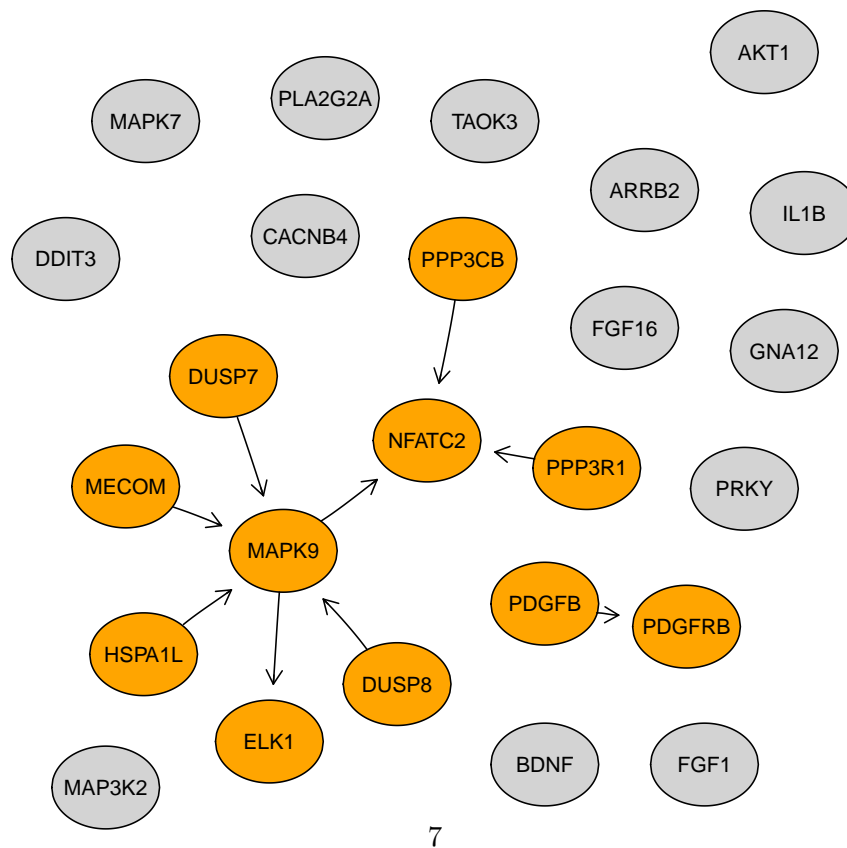 AKT1
PLA2G2A
MAPK7
TAOK3
ARRB2
IL1B
CACNB4
DDIT3
PPP3CB
FGF16
GNA12
DUSP7
NFATC2
PPP3R1
MECOM
PRKY
MAPK9
PDGFB
PDGFRB
HSPA1L
DUSP8
ELK1
BDNF
FGF1
MAP3K2
7